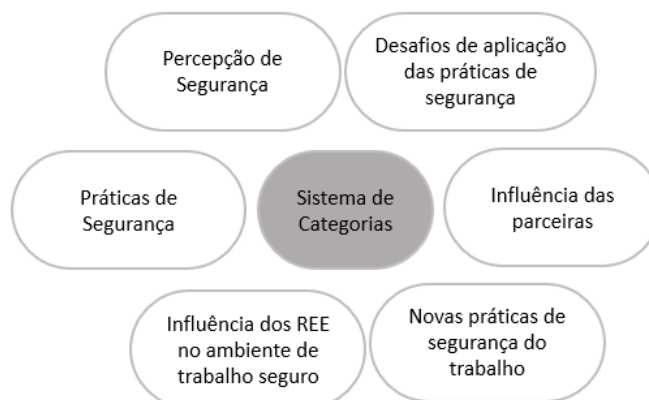 Percepção de
Segurança
Desafios de aplicação
das práticas de
segurança
Práticas de
Segurança
Sistema de
Categorias
Influência das
parceiras
Influência dos REE
no ambiente de
trabalho seguro
Novas práticas de
segurança do
trabalho